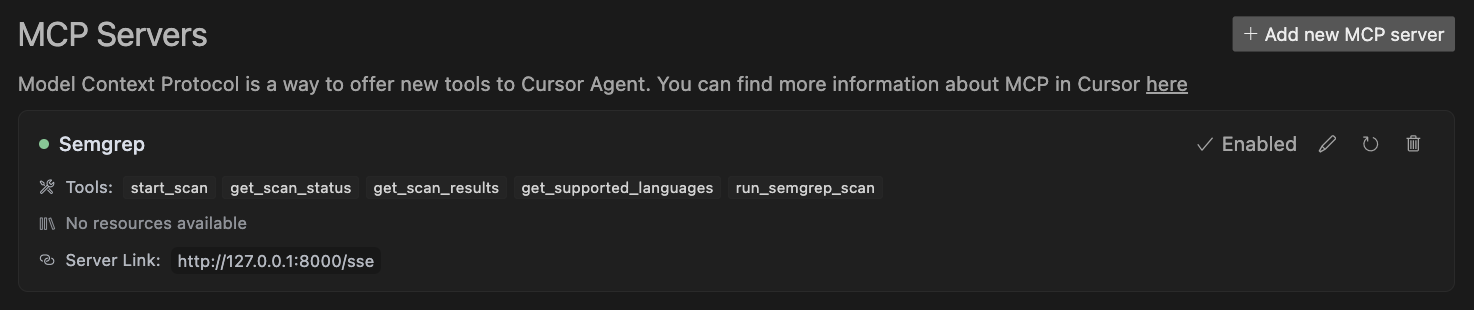 MCP Servers
+ Add new MCP server
Model Context Protocol is a way to offer new tools to Cursor Agent. You can find more information about MCP in Cursor here
Semgrep
Enabled
Tools: start_scan get_scan_status get_scan_results get_supported_languages run_semgrep_scan
No resources available
Server Link: http://127.0.0.1:8000/sse